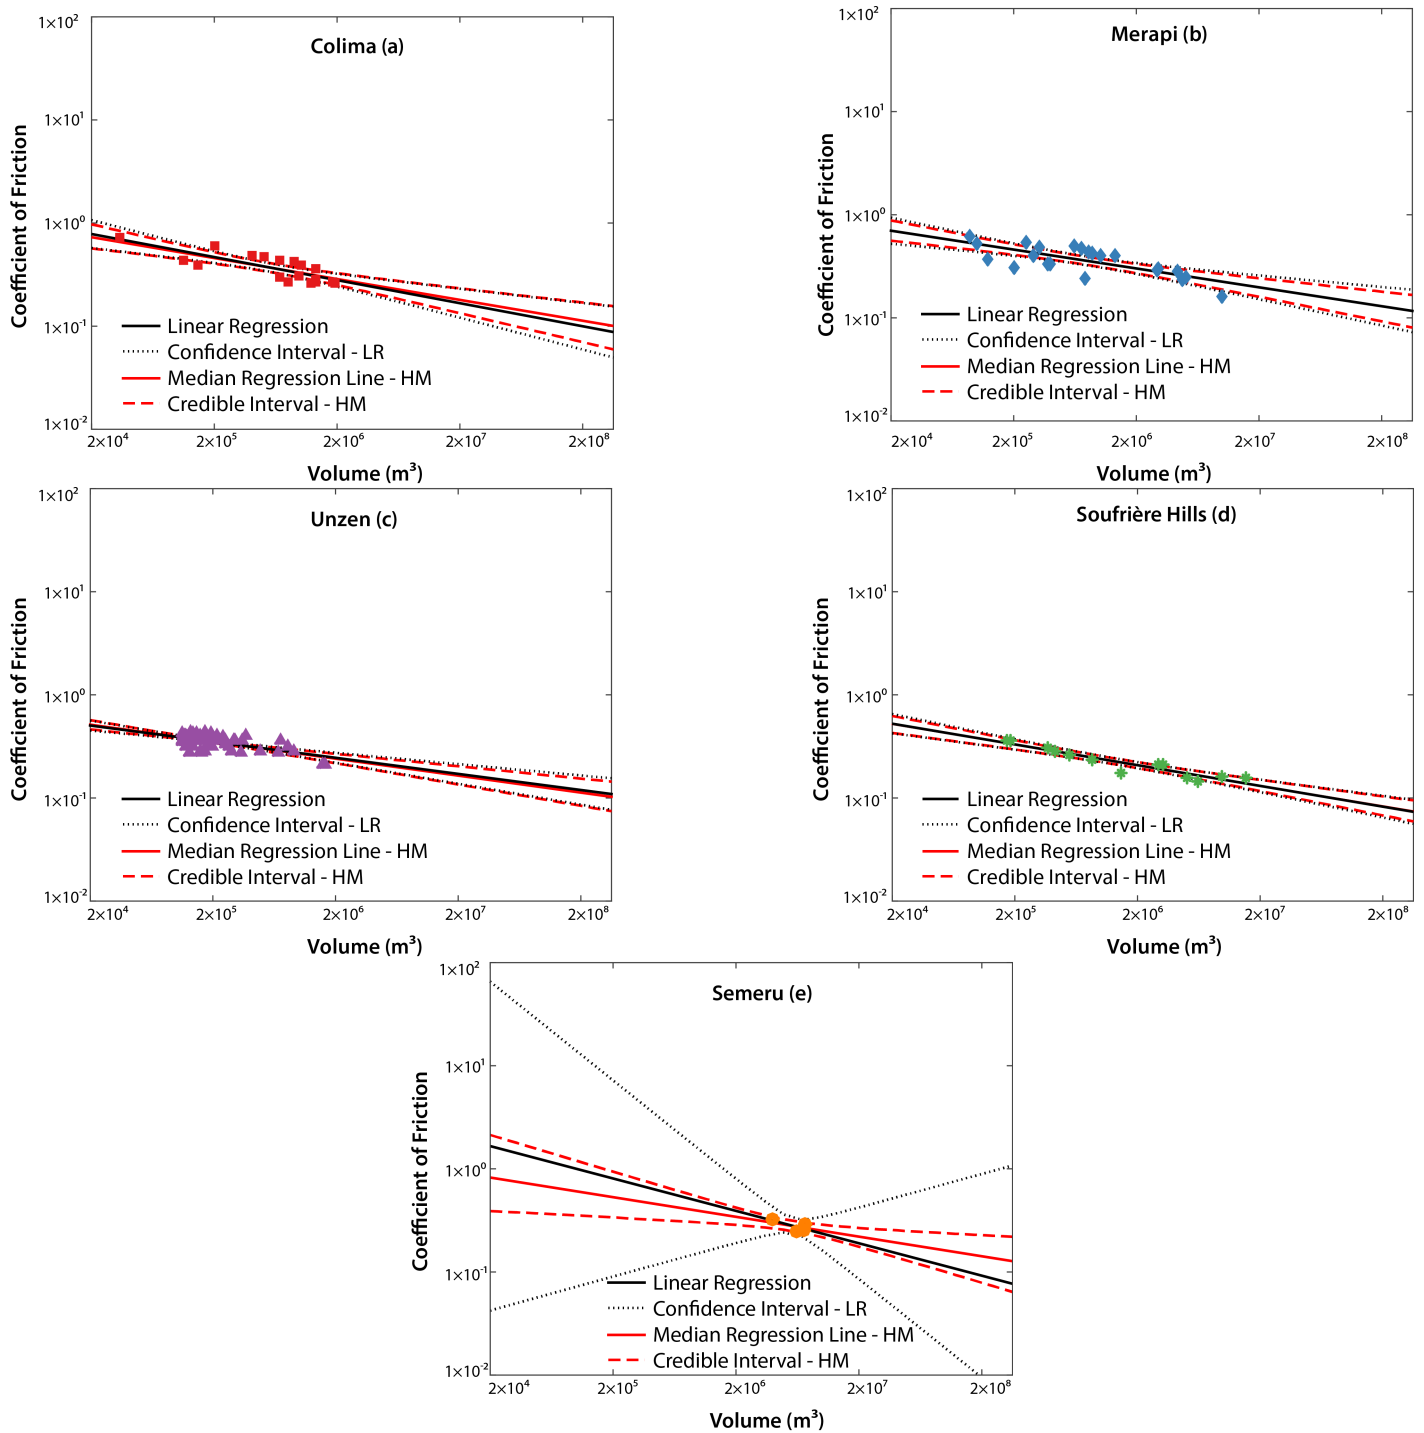 Colima (a)
1×10²
1×10¹
1×10⁰
1×10⁻¹
1×10⁻²
Coefficient of Friction
Linear Regression
Confidence Interval - LR
Median Regression Line - HM
Credible Interval - HM
2×10⁴ 2×10⁵ 2×10⁶ 2×10⁷ 2×10⁸
Volume (m³)
Merapi (b)
1×10²
1×10¹
1×10⁰
1×10⁻¹
1×10⁻²
Coefficient of Friction
Linear Regression
Confidence Interval - LR
Median Regression Line - HM
Credible Interval - HM
2×10⁴ 2×10⁵ 2×10⁶ 2×10⁷ 2×10⁸
Volume (m³)
Unzen (c)
1×10²
1×10¹
1×10⁰
1×10⁻¹
1×10⁻²
Coefficient of Friction
Linear Regression
Confidence Interval - LR
Median Regression Line - HM
Credible Interval - HM
2×10⁴ 2×10⁵ 2×10⁶ 2×10⁷ 2×10⁸
Volume (m³)
Soufrière Hills (d)
1×10²
1×10¹
1×10⁰
1×10⁻¹
1×10⁻²
Coefficient of Friction
Linear Regression
Confidence Interval - LR
Median Regression Line - HM
Credible Interval - HM
2×10⁴ 2×10⁵ 2×10⁶ 2×10⁷ 2×10⁸
Volume (m³)
Semeru (e)
1×10²
1×10¹
1×10⁰
1×10⁻¹
1×10⁻²
Coefficient of Friction
Linear Regression
Confidence Interval - LR
Median Regression Line - HM
Credible Interval - HM
2×10⁴ 2×10⁵ 2×10⁶ 2×10⁷ 2×10⁸
Volume (m³)